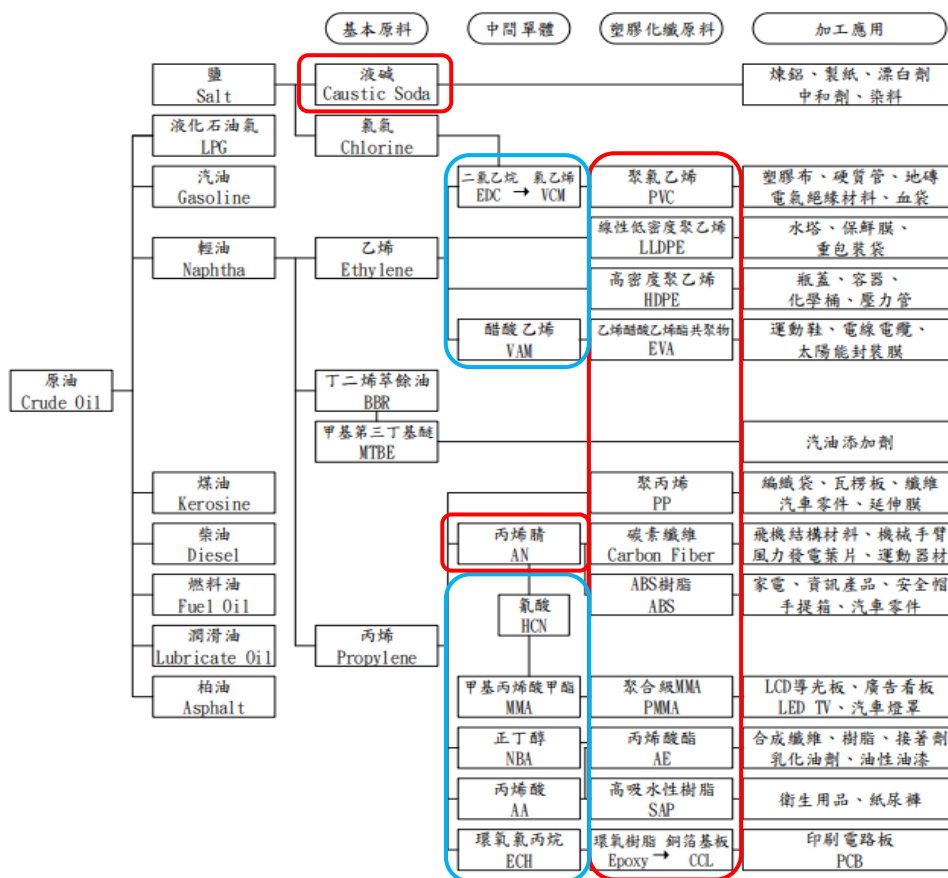 基本原料
中間單體
塑膠化纖原料
加工應用
鹽
Salt
液碱
Caustic Soda
煉鋁、製紙、漂白劑
中和劑、染料
液化石油氣
LPG
氯氣
Chlorine
汽油
Gasoline
二氯乙烷 氯乙烯
EDC → VCM
聚氯乙烯
PVC
塑膠布、硬質管、地磚
電氣絕緣材料、血袋
線性低密度聚乙烯
LLDPE
水塔、保鮮膜、
重包裝袋
輕油
Naphtha
乙烯
Ethylene
高密度聚乙烯
HDPE
瓶蓋、容器、
化學桶、壓力管
醋酸乙烯
VAM
乙烯醋酸乙烯酯共聚物
EVA
運動鞋、電線電纜、
太陽能封裝膜
原油
Crude Oil
丁二烯萃餘油
BBR
甲基第三丁基醚
MTBE
汽油添加劑
煤油
Kerosine
聚丙烯
PP
編織袋、瓦楞板、纖維
汽車零件、延伸膜
柴油
Diesel
丙烯腈
AN
碳素纖維
Carbon Fiber
飛機結構材料、機械手臂
風力發電葉片、運動器材
燃料油
Fuel Oil
氰酸
HCN
ABS樹脂
ABS
家電、資訊產品、安全帽
手提箱、汽車零件
潤滑油
Lubricate Oil
丙烯
Propylene
柏油
Asphalt
甲基丙烯酸甲酯
MMA
聚合級MMA
PMMA
LCD導光板、廣告看板
LED TV、汽車燈罩
正丁醇
NBA
丙烯酸酯
AE
合成纖維、樹脂、接著劑
乳化油劑、油性油漆
丙烯酸
AA
高吸水性樹脂
SAP
衛生用品、紙尿褲
環氧氯丙烷
ECH
環氧樹脂 銅箔基板
Epoxy → CCL
印刷電路板
PCB